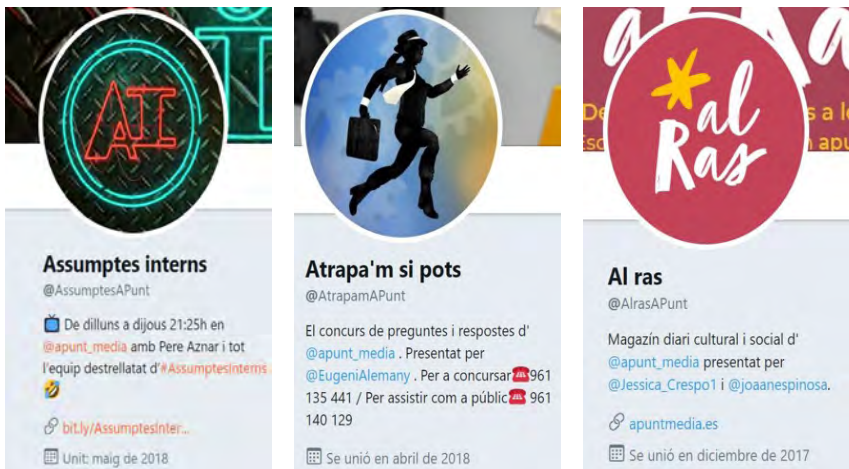 AI
Assumptes interns
@AssumptesAPunt
De dilluns a dijous 21:25h en
@apunt_media amb Pere Aznar i tot
l'equip destrellatat d'#AssumptesInterns
bit.ly/AssumptesInter...
Unit: maig de 2018
Atrapa'm si pots
@AtrapamAPunt
El concurs de preguntes i respostes d'
@apunt_media . Presentat per
@EugeniAlemany . Per a concursar 961
135 441 / Per assistir com a públic 961
140 129
Se unió en abril de 2018
al
Ras
Al ras
@AlrasAPunt
Magazín diari cultural i social d'
@apunt_media presentat per
@Jessica_Crespo1 i @joaanespinosa.
apuntmedia.es
Se unió en diciembre de 2017